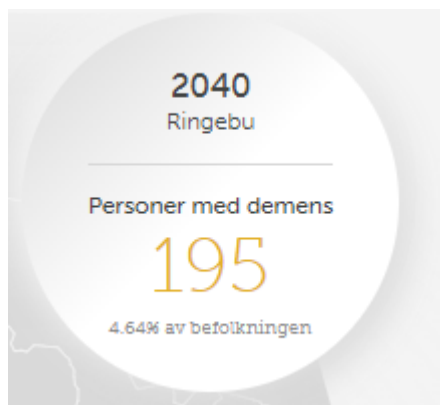 2040
Ringebu
Personer med demens
195
4.64% av befolkningen